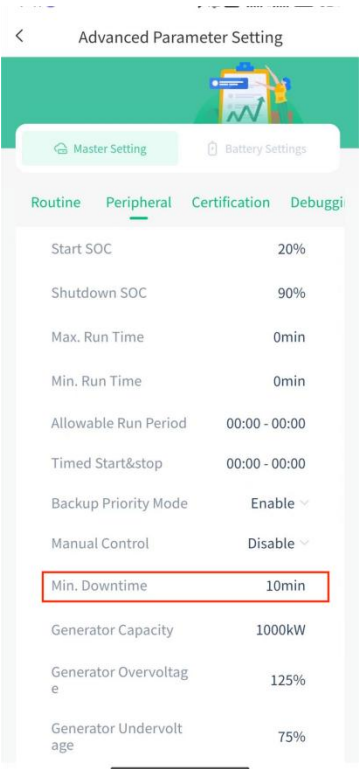 Advanced Parameter Setting
Master Setting
Battery Settings
Routine Peripheral Certification Debuggi
Start SOC 20%
Shutdown SOC 90%
Max. Run Time 0min
Min. Run Time 0min
Allowable Run Period 00:00 - 00:00
Timed Start&stop 00:00 - 00:00
Backup Priority Mode Enable
Manual Control Disable
Min. Downtime 10min
Generator Capacity 1000kW
Generator Overvoltag
e 125%
Generator Undervolt
age 75%